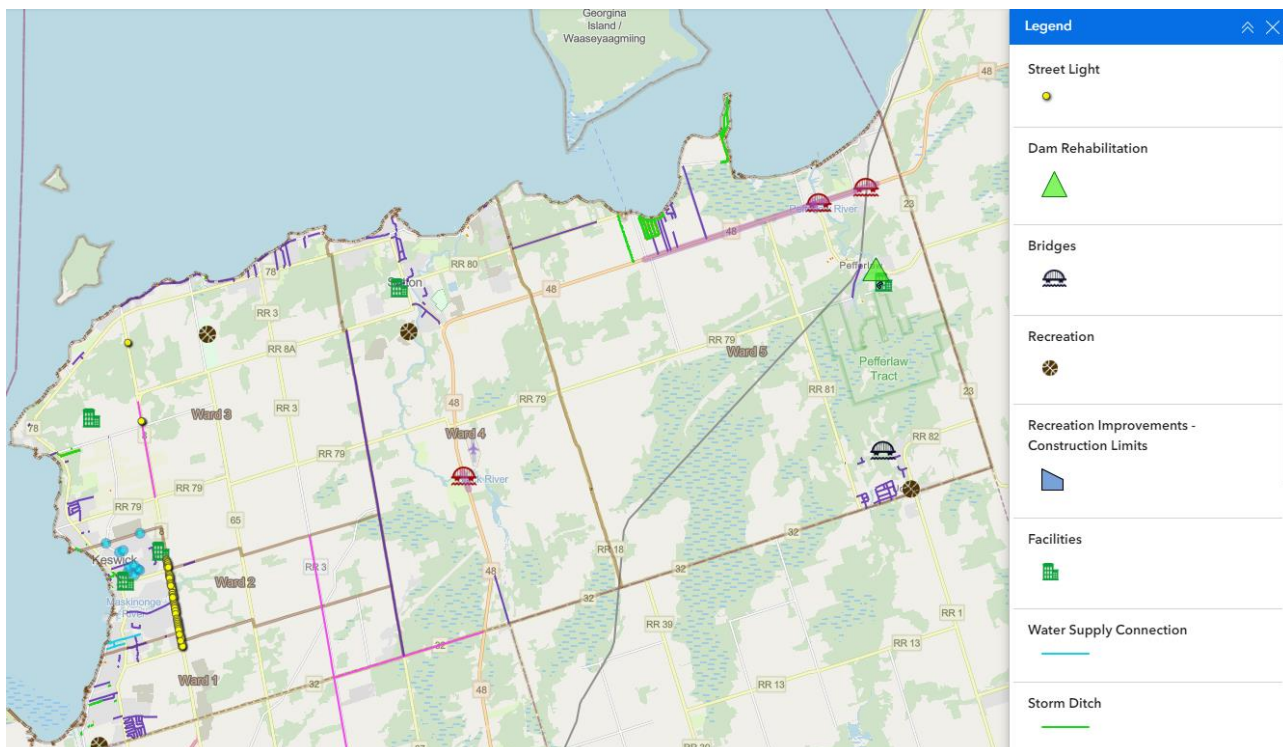 Georgina
Island /
Waaseyaagmiing
48
23
48
RR 80
78
48
Pefferlaw
RR 3
RR 8A
RR 79
Ward 5
Pefferlaw
Tract
RR 81
23
RR 79
48
Ward 3
RR 3
78
8
Ward 4
RR 82
RR 79
RR 79
65
8
32
Keswick
RR 18
RR 3
48
32
Ward 2
Maskinonge
River
32
RR 1
RR 39
32
RR 13
Ward 1
32
48
RR 13
Legend
Street Light
Dam Rehabilitation
Bridges
Recreation
Recreation Improvements -
Construction Limits
Facilities
Water Supply Connection
Storm Ditch